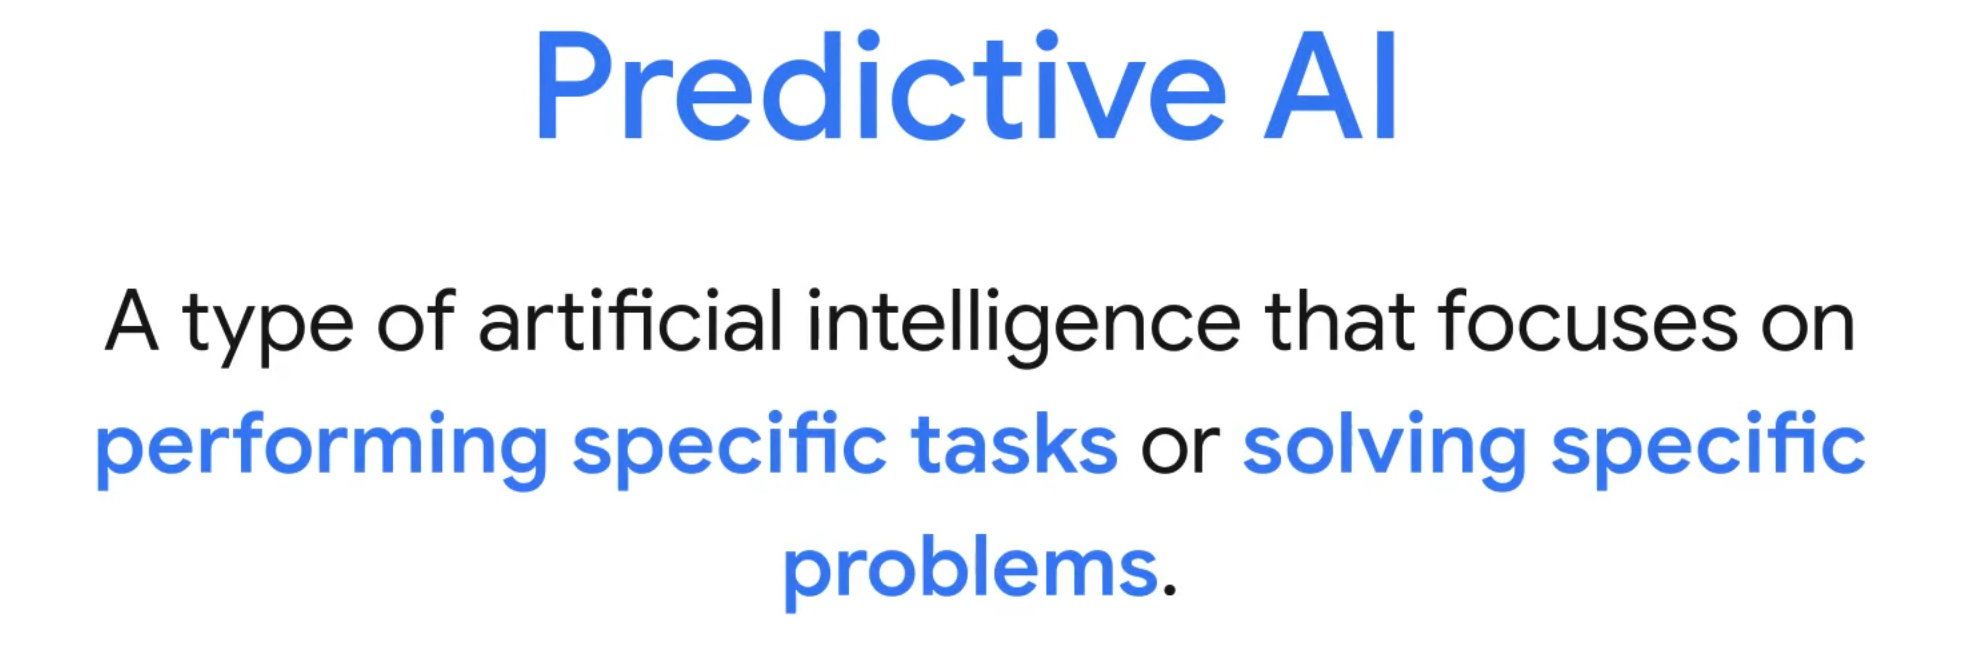 Predictive AI
A type of artificial intelligence that focuses on
performing specific tasks or solving specific
problems.